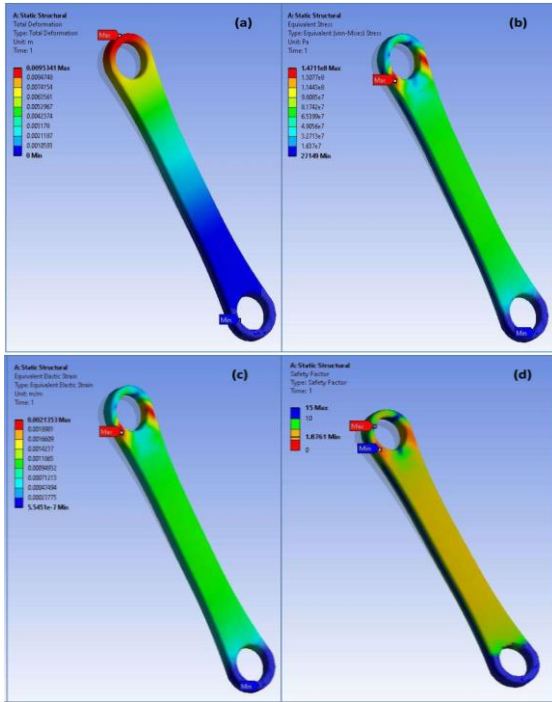 A: Static Structural
Total Deformation
Type: Total Deformation
Unit: m
Time: 1
(a)
Max
0.0095341 Max
0.0084748
0.0074154
0.0063561
0.0052967
0.0042374
0.003178
0.0021187
0.0010593
0 Min
Min
A: Static Structural
Equivalent Stress
Type: Equivalent (von-Mises) Stress
Unit: Pa
Time: 1
(b)
1.4711e8 Max
1.3077e8
1.1443e8
9.8085e7
8.1742e7
6.5399e7
4.9056e7
3.2713e7
1.637e7
27149 Min
Max
Min
A: Static Structural
Equivalent Elastic Strain
Type: Equivalent Elastic Strain
Unit: m/m
Time: 1
(c)
0.0021353 Max
0.0018981
0.0016609
0.0014237
0.0011865
0.00094932
0.00071213
0.00047494
0.00023775
5.5451e-7 Min
Max
Min
A: Static Structural
Safety Factor
Type: Safety Factor
Time: 1
(d)
15 Max
10
1.8761 Min
0
Max
Min